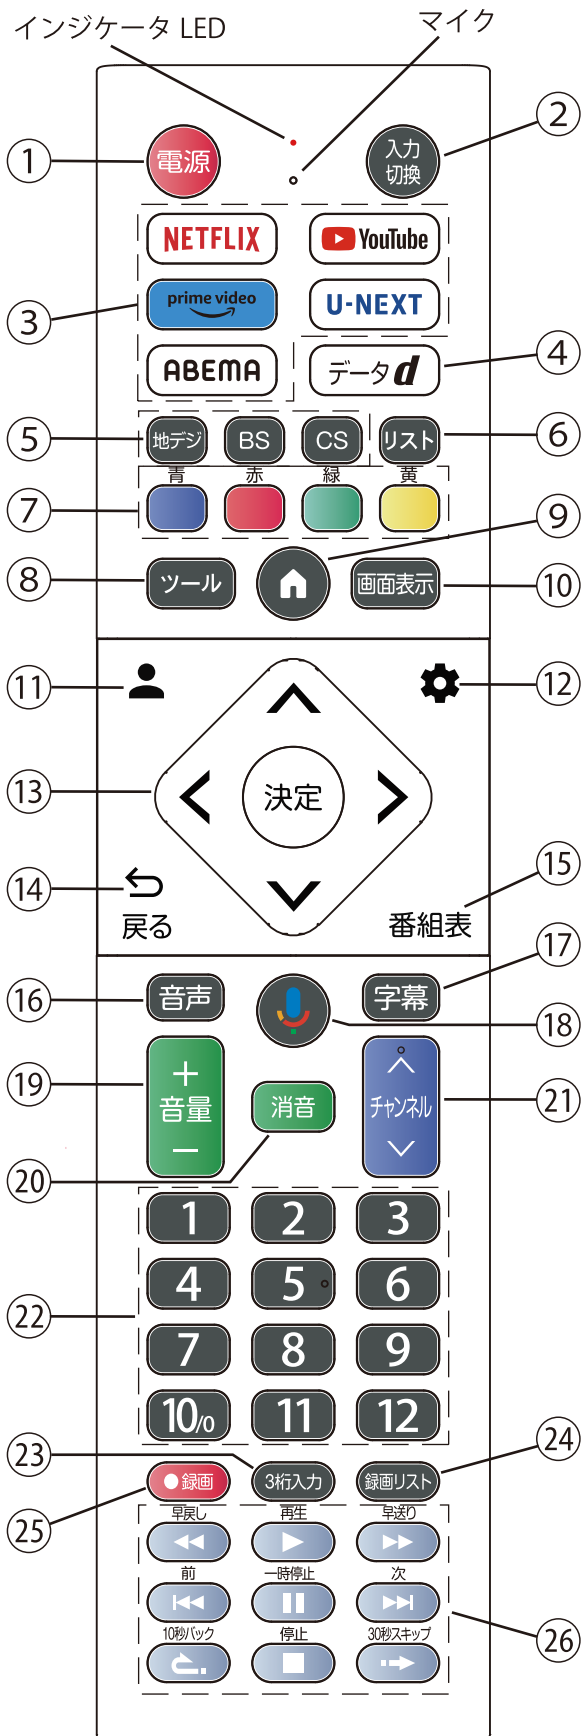 インジケータ LED
マイク
① 電源 入力切換 ②
NETFLIX YouTube
③ prime video U-NEXT
ABEMA データd ④
⑤ 地デジ BS CS リスト ⑥
青 赤 緑 黄
⑦
⑨
⑧ ツール 画面表示 ⑩
⑪ ⑫
⑬ 決定
⑭ ⑮
戻る 番組表
⑰
⑯ 音声 字幕
⑱
⑲ + 音量 − 消音 チャンネル ㉑
⑳
1 2 3
4 5 6
㉒
7 8 9
10/0 11 12
㉓ ㉔
●録画 3桁入力 録画リスト
㉕
早戻し 再生 早送り
前 一時停止 次
㉖
10秒バック 停止 30秒スキップ